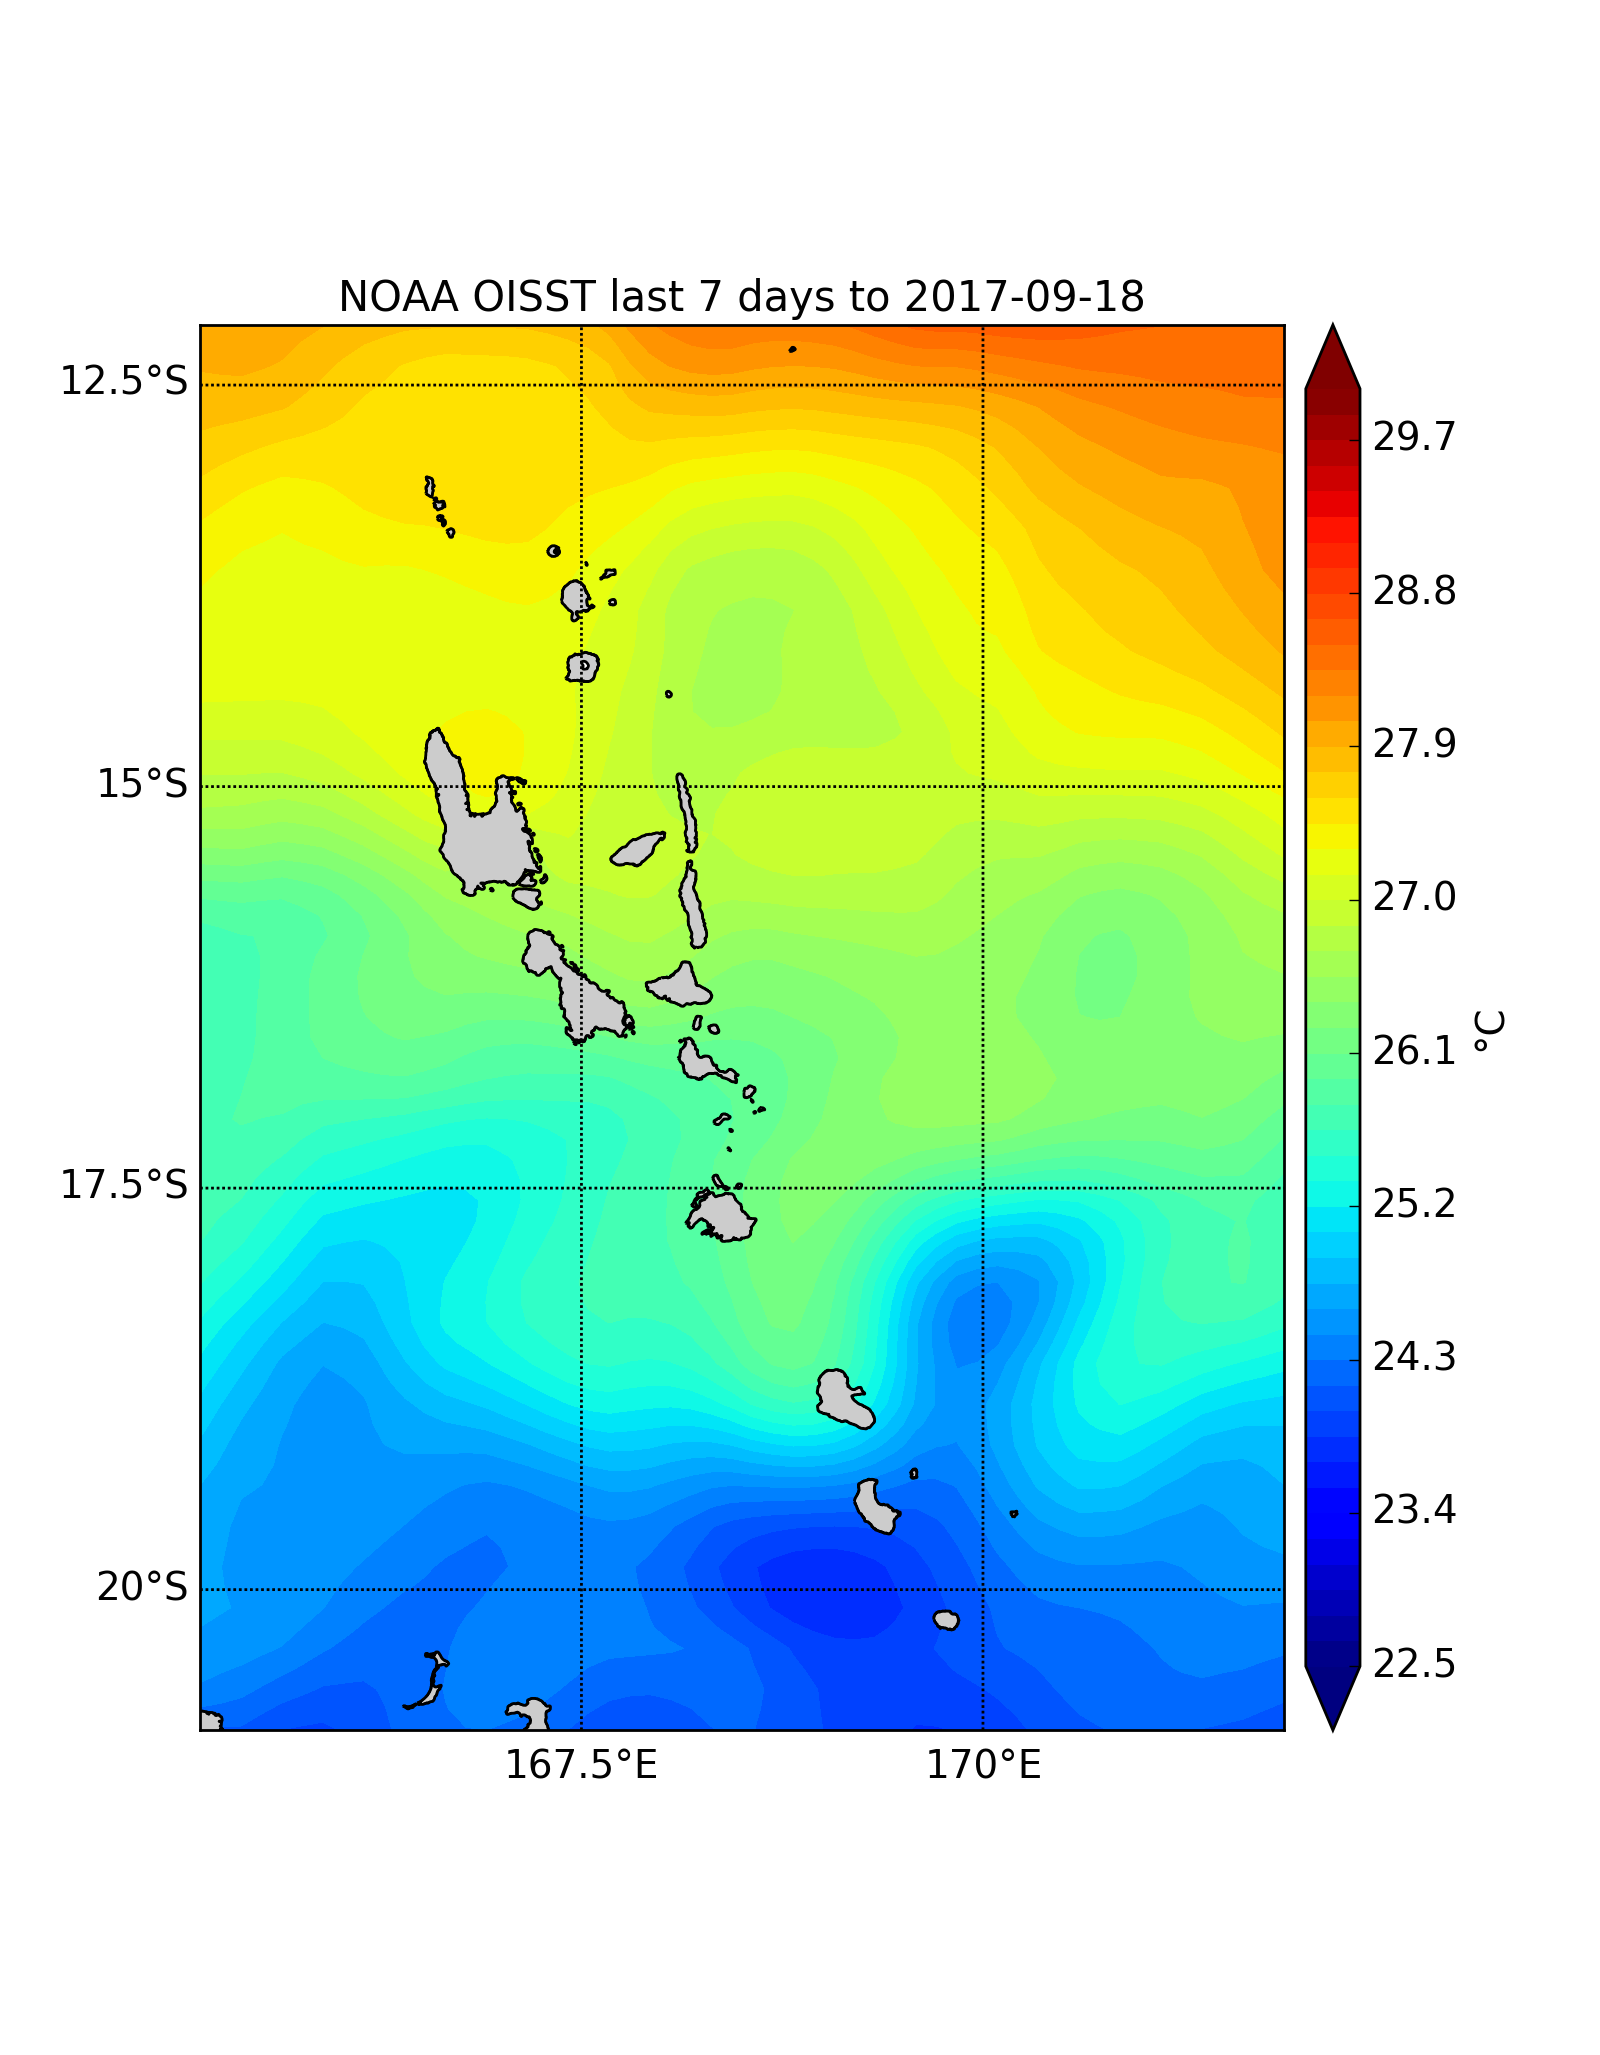 NOAA OISST last 7 days to 2017-09-18
12.5°S
15°S
17.5°S
20°S
167.5°E
170°E
29.7
28.8
27.9
27.0
26.1
25.2
24.3
23.4
22.5
°C